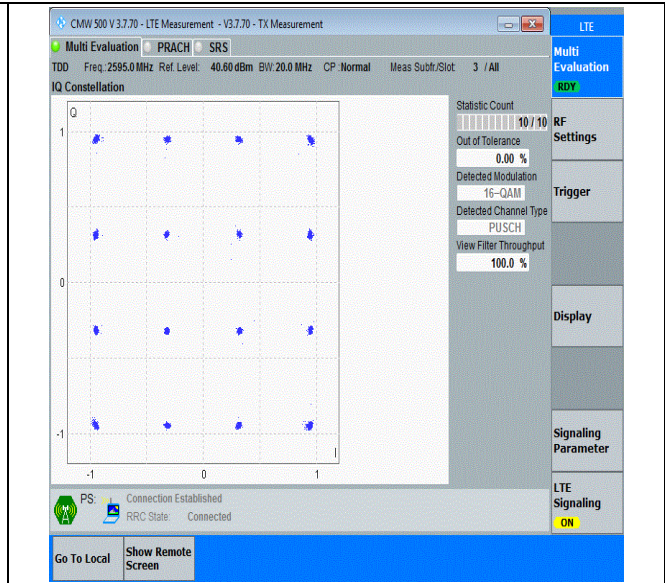 CMW 500 V 3.7.70 - LTE Measurement - V3.7.70 - TX Measurement
LTE
Multi Evaluation PRACH SRS
Multi
Evaluation
RDY
TDD Freq.:2595.0 MHz Ref. Level: 40.60 dBm BW:20.0 MHz CP :Normal Meas Subfr./Slot: 3 / All
IQ Constellation
Q
1
0
-1
-1 0 1
I
Statistic Count
10 / 10
Out of Tolerance
0.00 %
Detected Modulation
16-QAM
Detected Channel Type
PUSCH
View Filter Throughput
100.0 %
RF
Settings
Trigger
Display
Signaling
Parameter
LTE
Signaling
ON
PS: Connection Established
RRC State: Connected
Go To Local
Show Remote
Screen